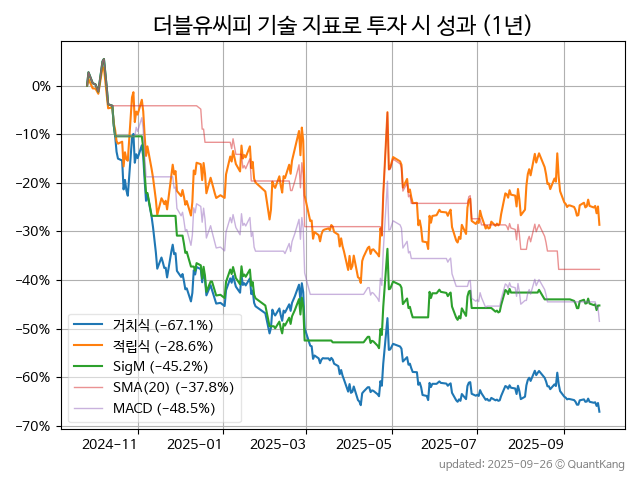 더블유씨피 기술 지표로 투자 시 성과 (1년)
0%
−10%
−20%
−30%
−40%
−50%
−60%
−70%
거치식 (−67.1%)
적립식 (−28.6%)
SigM (−45.2%)
SMA(20) (−37.8%)
MACD (−48.5%)
2024−11 2025−01 2025−03 2025−05 2025−07 2025−09
updated: 2025−09−26 ⓒ QuantKang